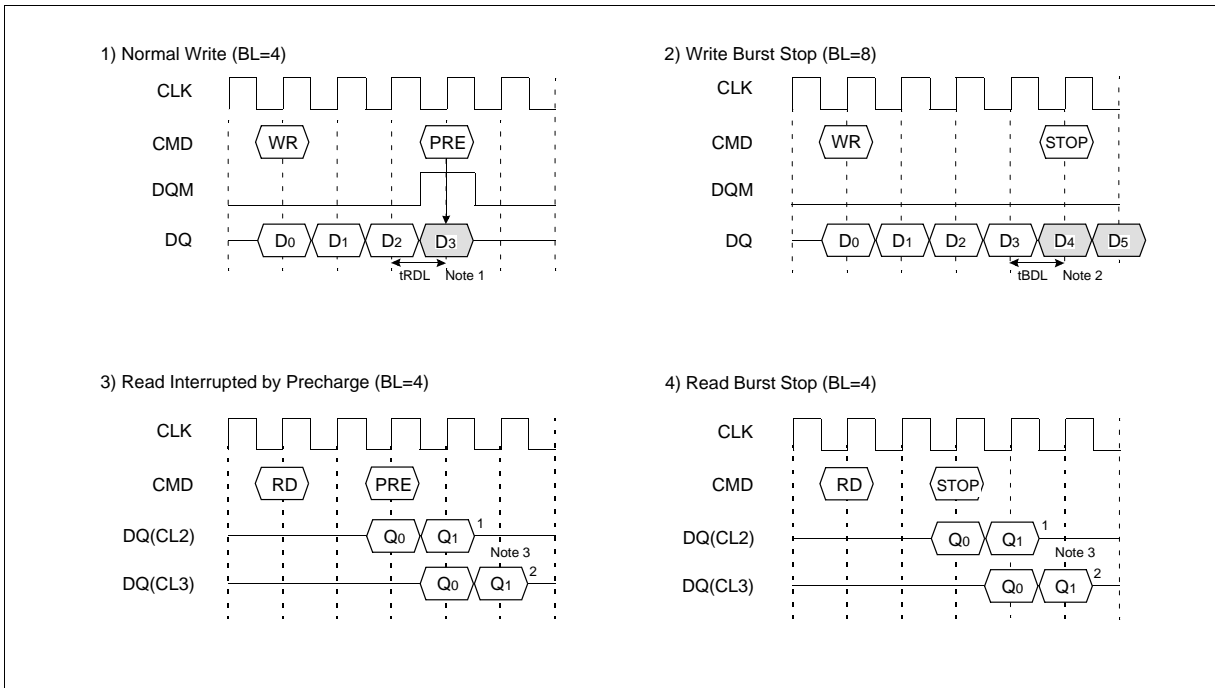 1) Normal Write (BL=4)
CLK
CMD WR PRE
DQM
DQ D0 D1 D2 D3
tRDL Note 1
2) Write Burst Stop (BL=8)
CLK
CMD WR STOP
DQM
DQ D0 D1 D2 D3 D4 D5
tBDL Note 2
3) Read Interrupted by Precharge (BL=4)
CLK
CMD RD PRE
DQ(CL2) Q0 Q1 1
Note 3
DQ(CL3) Q0 Q1 2
4) Read Burst Stop (BL=4)
CLK
CMD RD STOP
DQ(CL2) Q0 Q1 1
Note 3
DQ(CL3) Q0 Q1 2